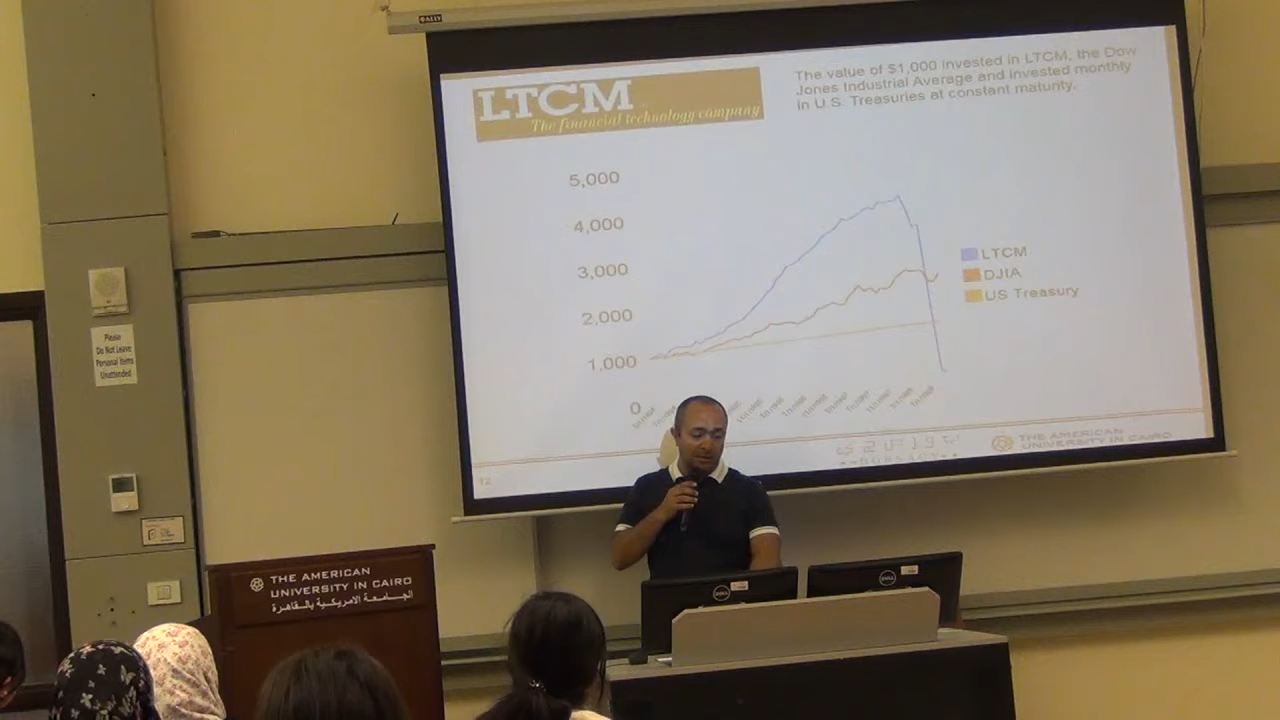 DALITE
LTCM
The financial technology company
The value of $1,000 invested in LTCM, the Dow
Jones Industrial Average and invested monthly
in U.S. Treasuries at constant maturity.
5,000
4,000
3,000
2,000
1,000
0
LTCM
DJIA
US Treasury
12
THE AMERICAN
UNIVERSITY IN CAIRO
Please
Do Not Leave
Personal Items
Unattended
THE AMERICAN
UNIVERSITY IN CAIRO
الجامعة الامريكية بالقاهرة
DELL
DELL